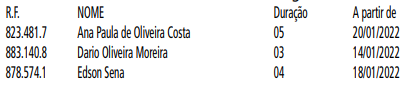 R.F. NOME Duração A partir de
823.481.7 Ana Paula de Oliveira Costa 05 20/01/2022
883.140.8 Dario Oliveira Moreira 03 14/01/2022
878.574.1 Edson Sena 04 18/01/2022